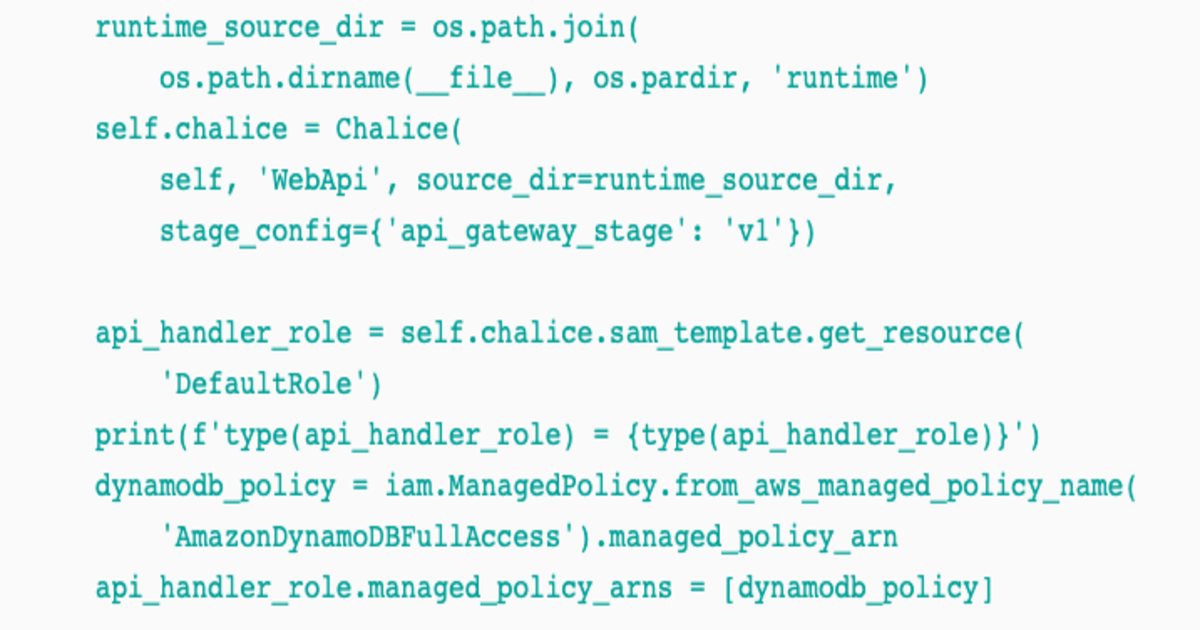 runtime_source_dir = os.path.join(
    os.path.dirname(__file__), os.pardir, 'runtime')
self.chalice = Chalice(
    self, 'WebApi', source_dir=runtime_source_dir,
    stage_config={'api_gateway_stage': 'v1'})

api_handler_role = self.chalice.sam_template.get_resource(
    'DefaultRole')
print(f'type(api_handler_role) = {type(api_handler_role)}')
dynamodb_policy = iam.ManagedPolicy.from_aws_managed_policy_name(
    'AmazonDynamoDBFullAccess').managed_policy_arn
api_handler_role.managed_policy_arns = [dynamodb_policy]